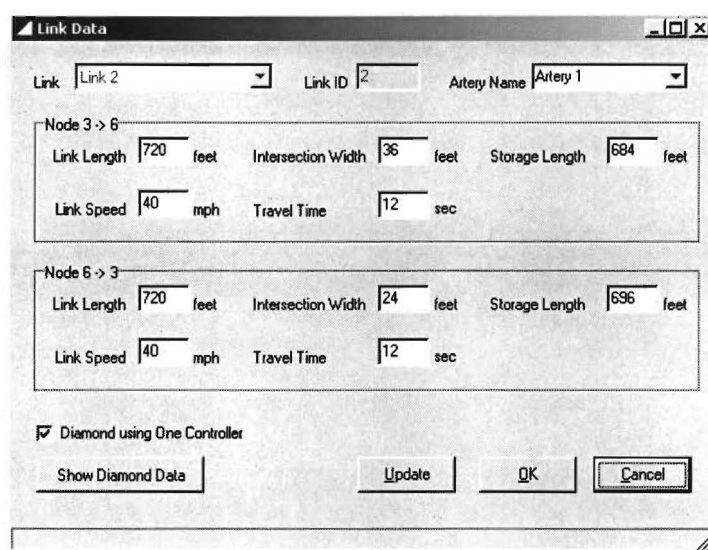 Link Data
Link Link 2 Link ID 2 Artery Name Artery 1
Node 3 -> 6
Link Length 720 feet Intersection Width 36 feet Storage Length 684 feet
Link Speed 40 mph Travel Time 12 sec
Node 6 -> 3
Link Length 720 feet Intersection Width 24 feet Storage Length 696 feet
Link Speed 40 mph Travel Time 12 sec
Diamond using One Controller
Show Diamond Data Update OK Cancel